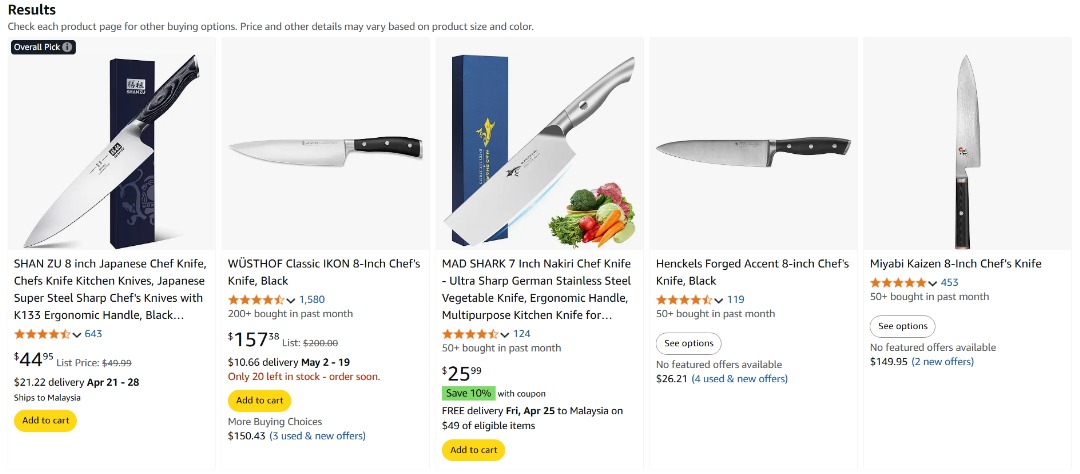 Results
Check each product page for other buying options. Price and other details may vary based on product size and color.
Overall Pick
SHAN ZU
SHAN ZU 8 inch Japanese Chef Knife,
Chefs Knife Kitchen Knives, Japanese
Super Steel Sharp Chef's Knives with
K133 Ergonomic Handle, Black…
643
$44.95 List Price: $49.99
$21.22 delivery Apr 21 - 28
Ships to Malaysia
Add to cart
WÜSTHOF Classic IKON 8-Inch Chef's
Knife, Black
1,580
200+ bought in past month
$157.38 List: $200.00
$10.66 delivery May 2 - 19
Only 20 left in stock - order soon.
Add to cart
More Buying Choices
$150.43 (3 used & new offers)
MAD SHARK
MAD SHARK 7 Inch Nakiri Chef Knife
- Ultra Sharp German Stainless Steel
Vegetable Knife, Ergonomic Handle,
Multipurpose Kitchen Knife for…
124
50+ bought in past month
$25.99
Save 10% with coupon
FREE delivery Fri, Apr 25 to Malaysia on
$49 of eligible items
Add to cart
Henckels Forged Accent 8-inch Chef's
Knife, Black
119
50+ bought in past month
See options
No featured offers available
$26.21 (4 used & new offers)
Miyabi Kaizen 8-Inch Chef's Knife
453
50+ bought in past month
See options
No featured offers available
$149.95 (2 new offers)